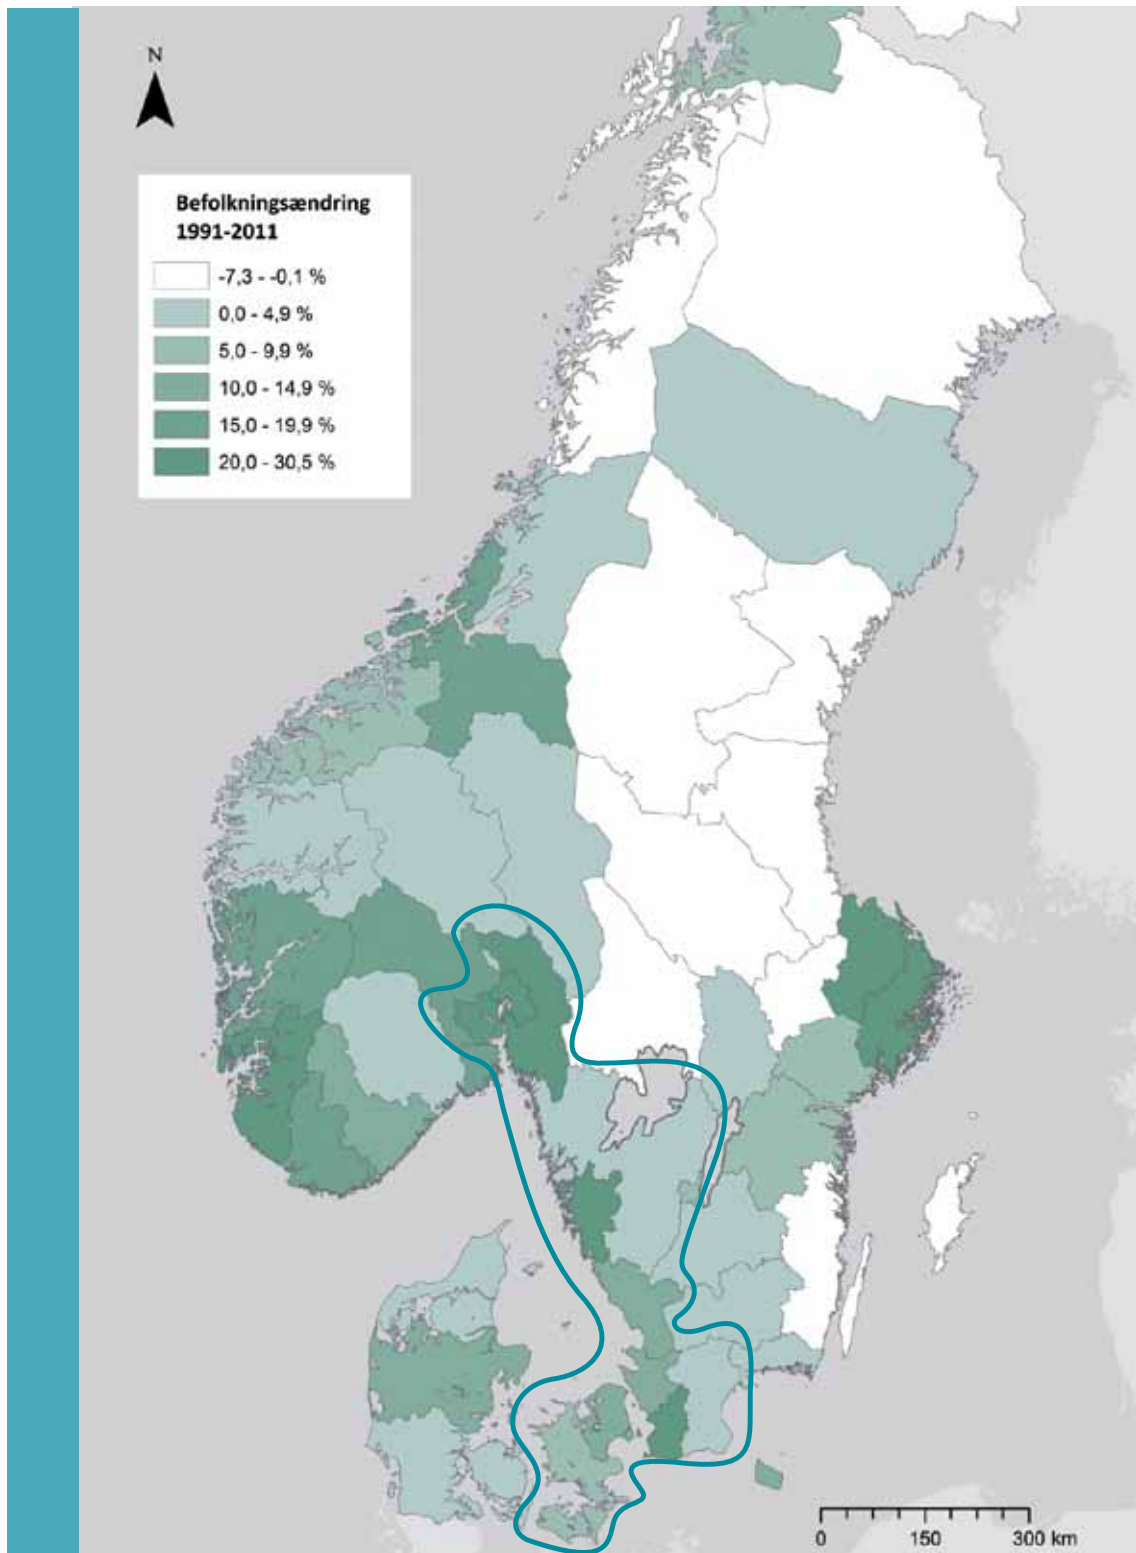 N
Befolkningsændring
1991-2011
-7,3 - -0,1 %
0,0 - 4,9 %
5,0 - 9,9 %
10,0 - 14,9 %
15,0 - 19,9 %
20,0 - 30,5 %
0 150 300 km